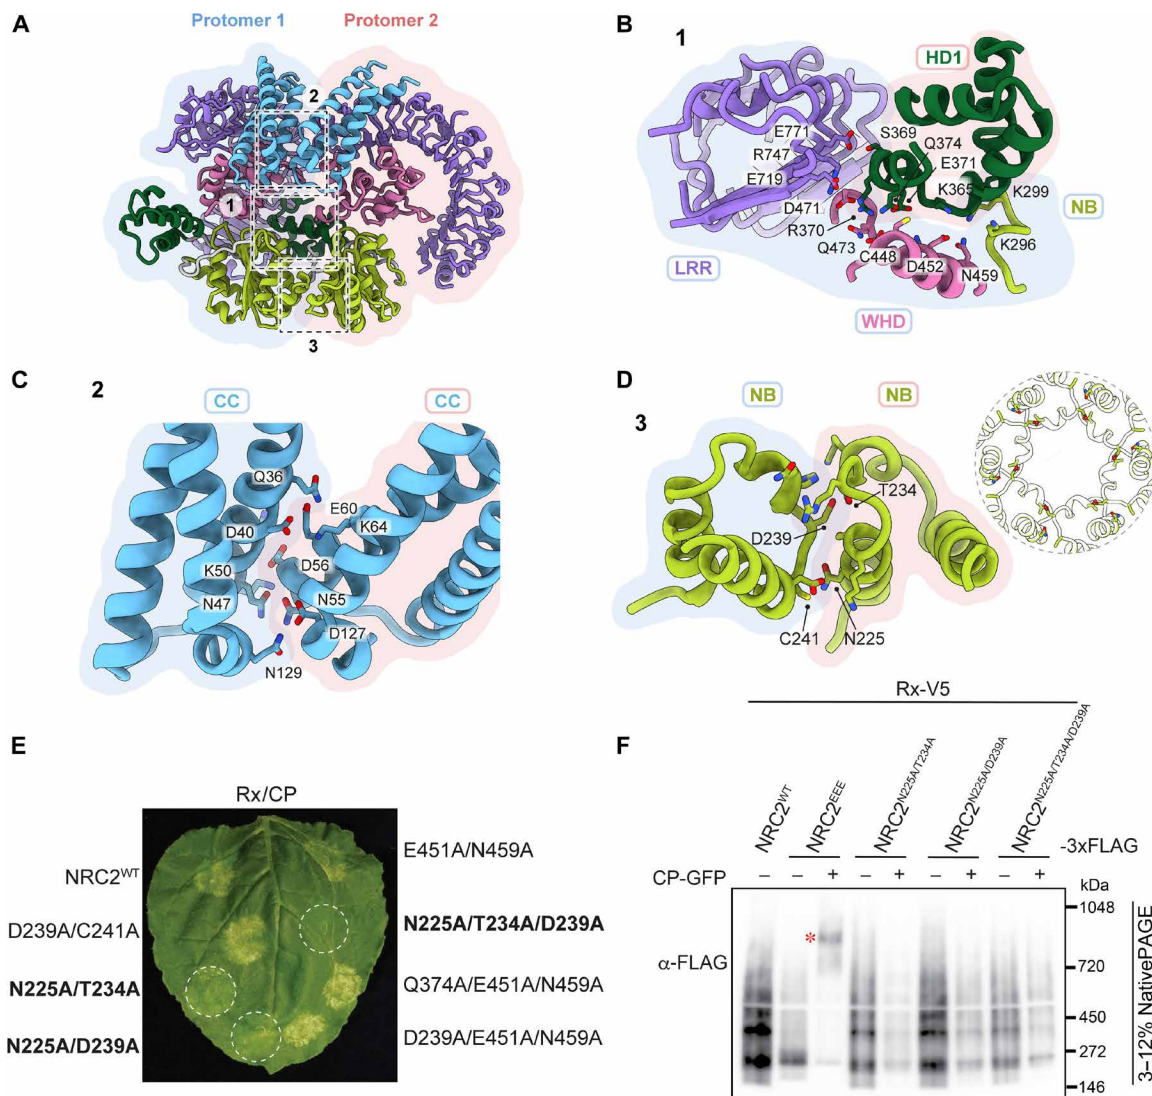 A
Protomer 1
Protomer 2
2
1
3
B
1
HD1
E771
S369
R747
Q374
E719
E371
K365
K299
D471
NB
R370
K296
Q473
C448
D452
N459
LRR
WHD
C
2
CC
CC
Q36
E60
D40
K64
K50
D56
N47
N55
D127
N129
D
3
NB
NB
T234
D239
C241
N225
E
Rx/CP
NRC2WT
E451A/N459A
D239A/C241A
N225A/T234A/D239A
N225A/T234A
Q374A/E451A/N459A
N225A/D239A
D239A/E451A/N459A
F
Rx-V5
NRC2WT
NRC2EEE
NRC2N225A/T234A
NRC2N225A/D239A
NRC2N225A/T234A/D239A
-3xFLAG
CP-GFP
– – + – + – + – +
kDa
1048
*
α-FLAG
720
450
272
146
3–12% NativePAGE